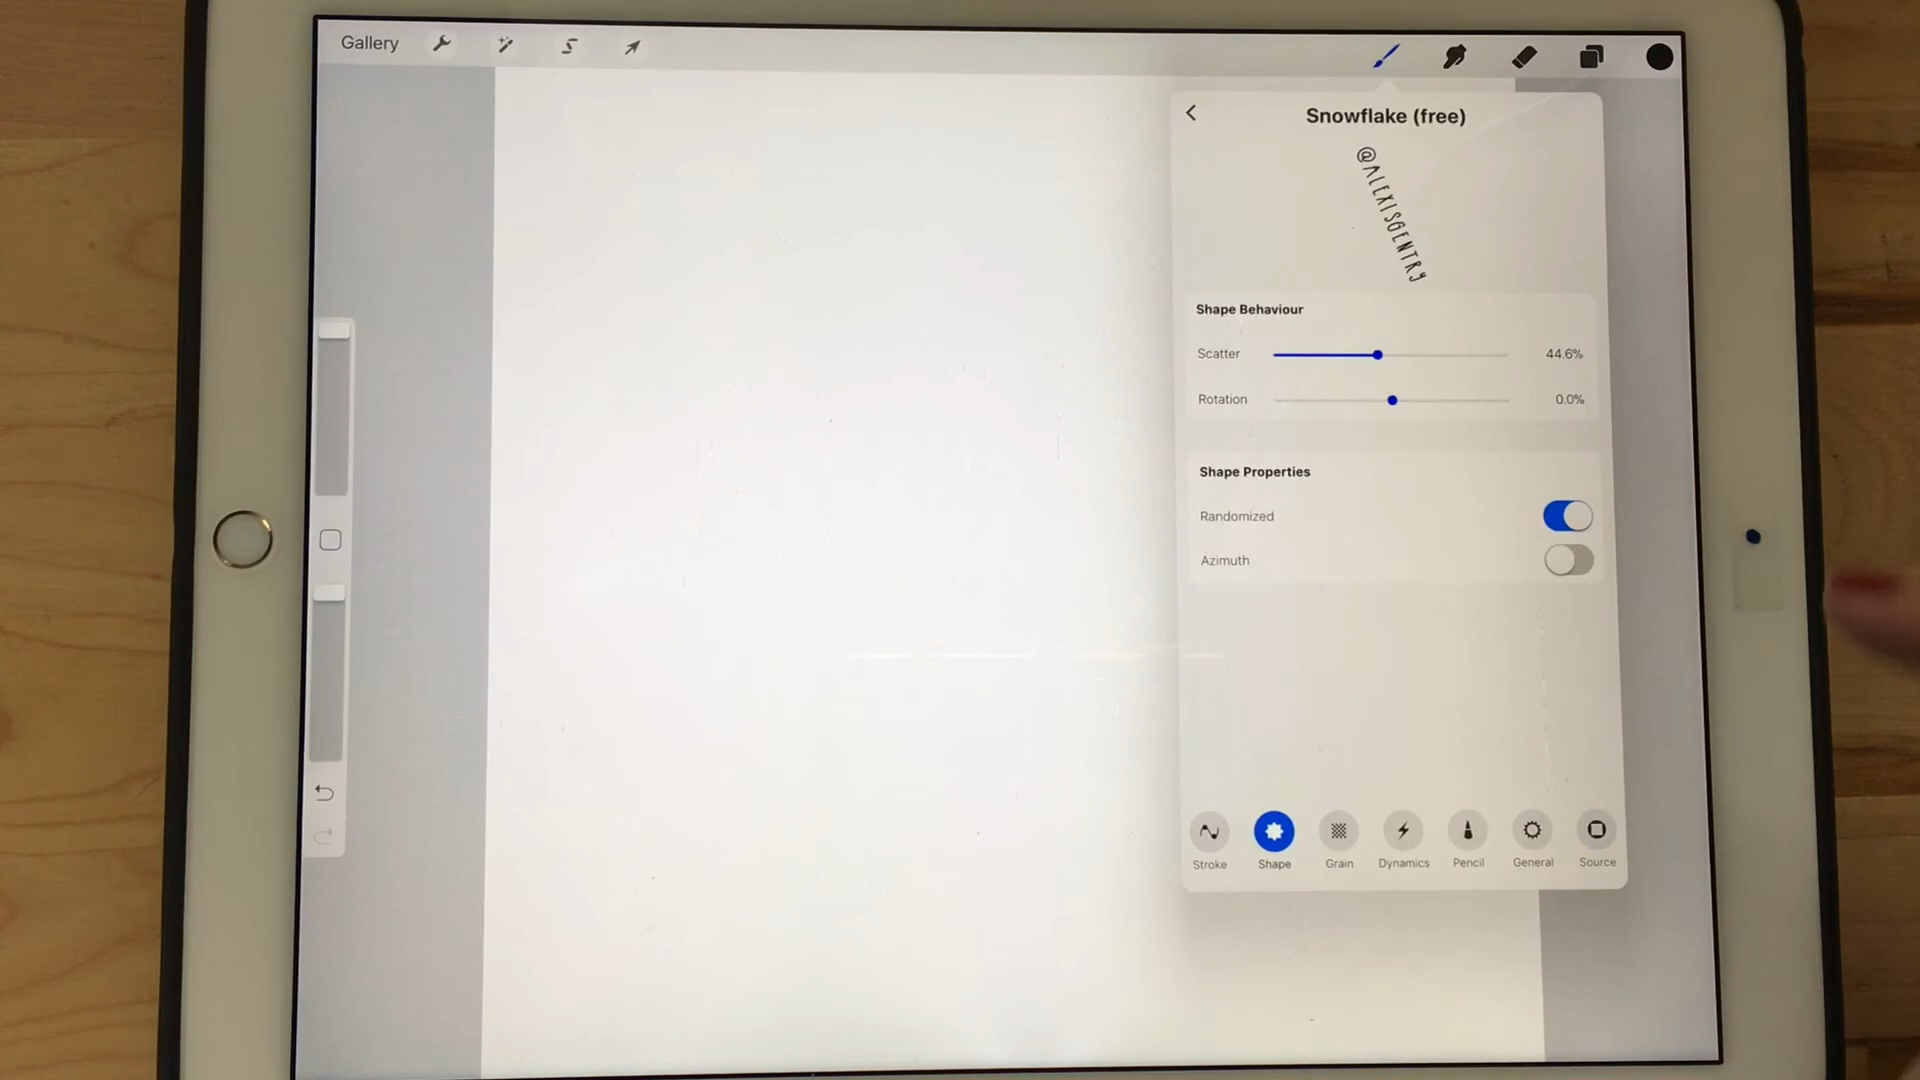 Gallery
Snowflake (free)
@ALEXISGENTRY
Shape Behaviour
Scatter 44.6%
Rotation 0.0%
Shape Properties
Randomized
Azimuth
Stroke Shape Grain Dynamics Pencil General Source